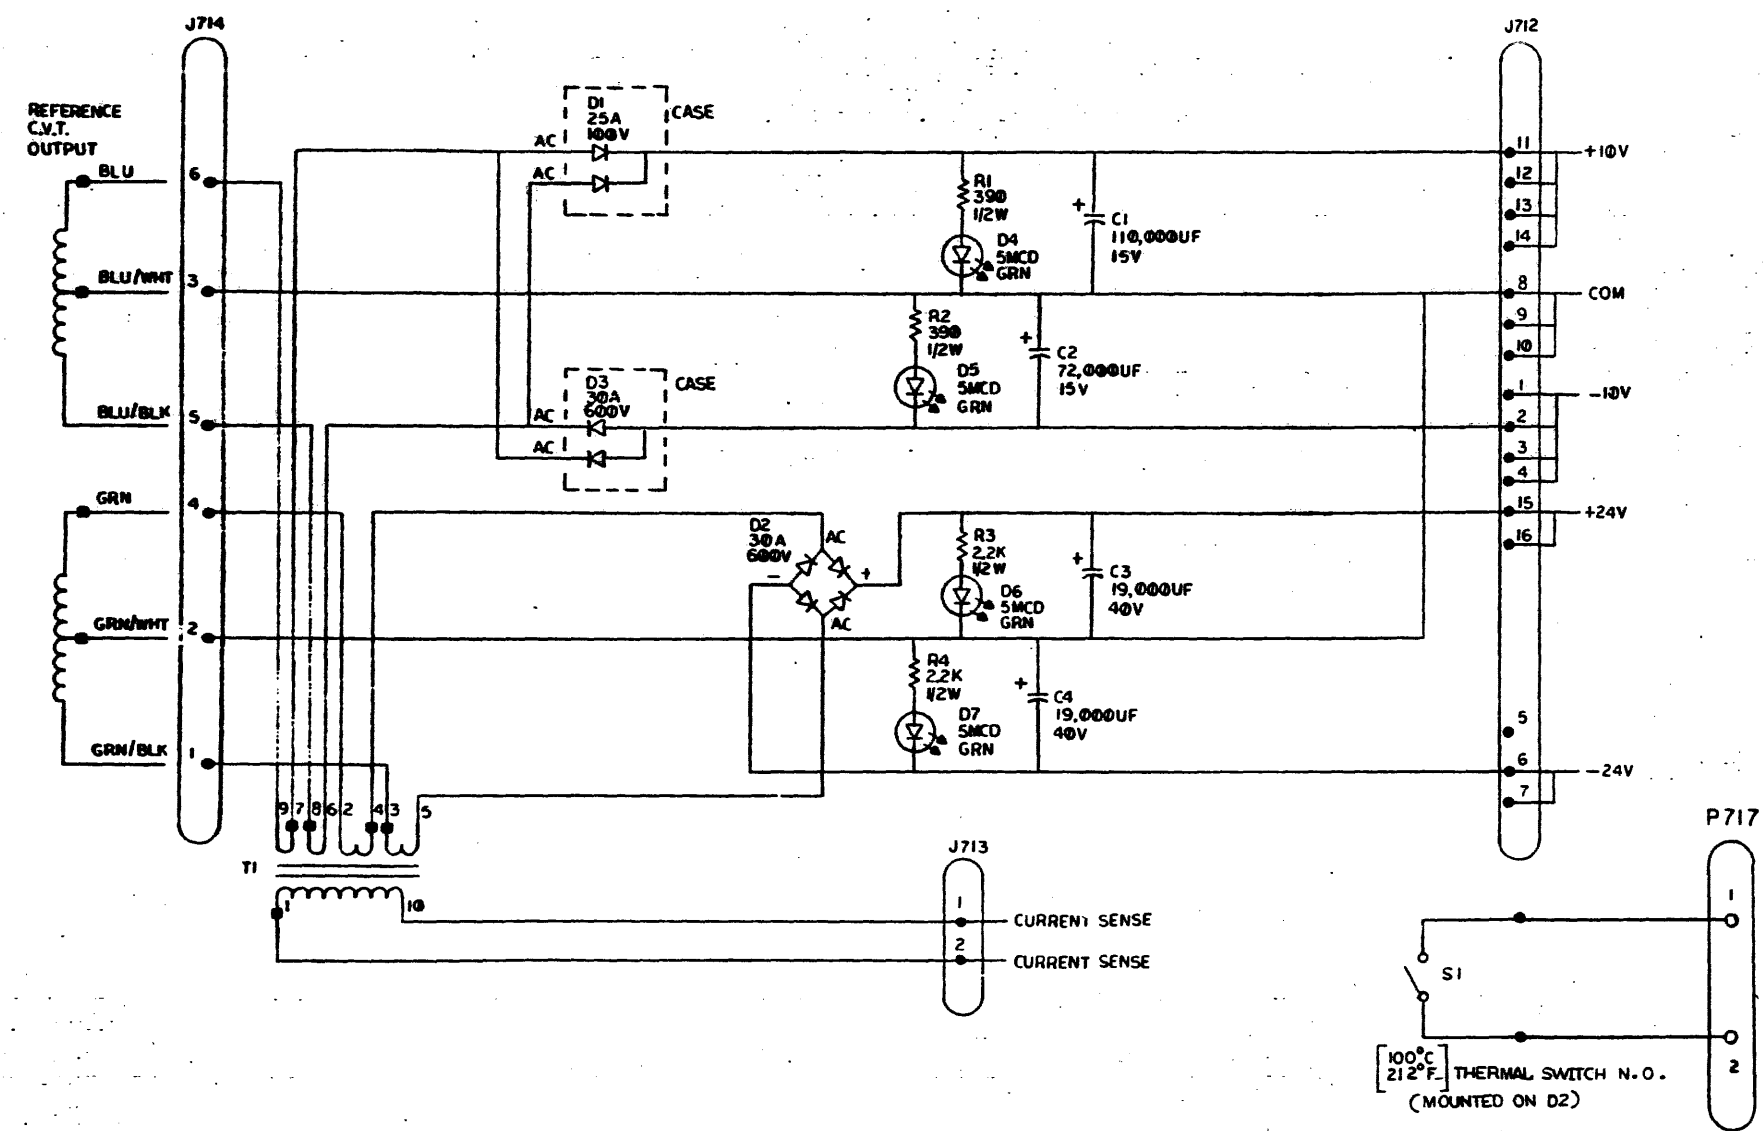 J714
J712
REFERENCE
C.V.T.
OUTPUT
BLU
6
BLU/WHT
3
BLU/BLK
5
GRN
4
GRN/WHT
2
GRN/BLK
1
D1
25A
100V
CASE
AC
AC
D3
30A
600V
CASE
AC
AC
R1
390
1/2W
D4
5MCD
GRN
+
C1
110,000UF
15V
R2
390
1/2W
D5
5MCD
GRN
+
C2
72,000UF
15V
D2
30A
600V
AC
-
+
AC
R3
2.2K
1/2W
D6
5MCD
GRN
+
C3
19,000UF
40V
R4
2.2K
1/2W
D7
5MCD
GRN
+
C4
19,000UF
40V
11
+10V
12
13
14
8
COM
9
10
1
-10V
2
3
4
15
+24V
16
5
6
-24V
7
9 7 8 6 2 4 3 5
T1
1
10
J713
1
CURRENT SENSE
2
CURRENT SENSE
P717
1
S1
2
100°C
212°F
THERMAL SWITCH N.O.
(MOUNTED ON D2)